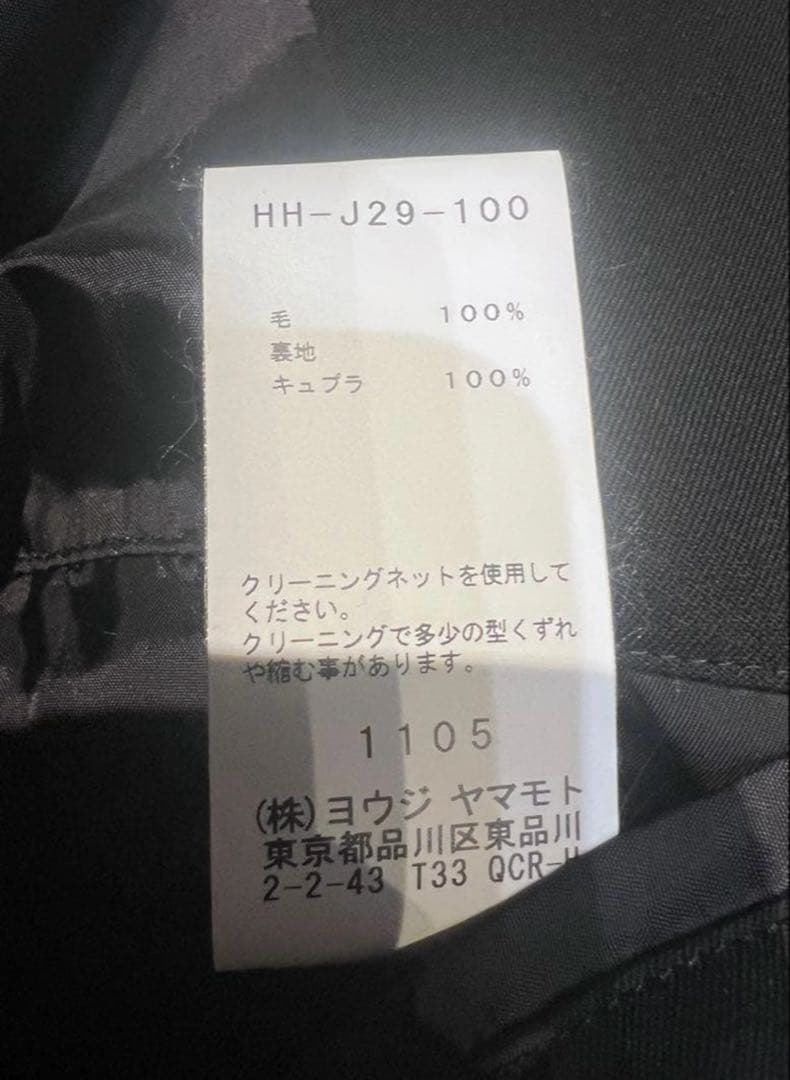 HH-J29-100
毛 100%
裏地
キュプラ 100%
クリーニングネットを使用して
ください。
クリーニングで多少の型くずれ
や縮む事があります。
1105
(株)ヨウジ ヤマモト
東京都品川区東品川
2-2-43 T33 QCR-H